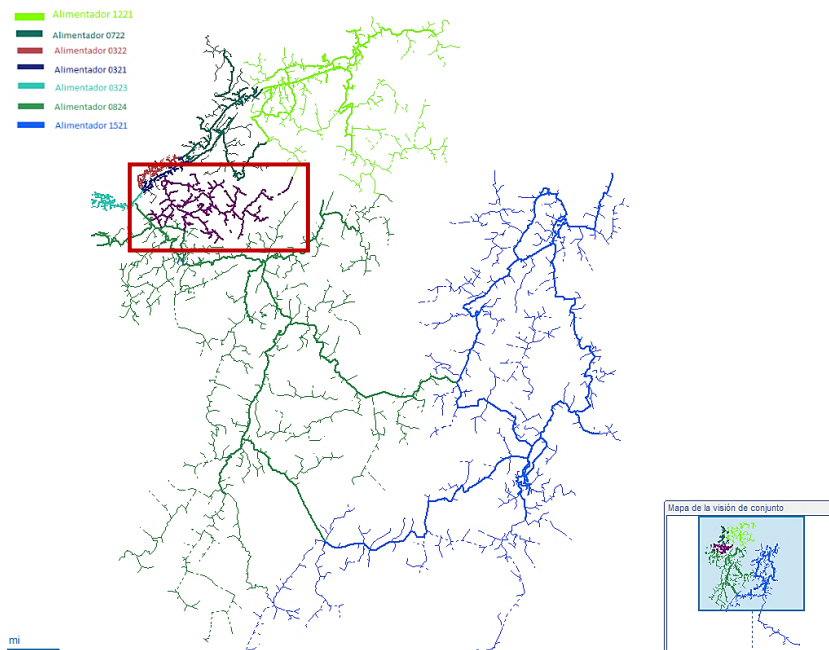 Alimentador 1221
Alimentador 0722
Alimentador 0322
Alimentador 0321
Alimentador 0323
Alimentador 0824
Alimentador 1521
Mapa de la visión de conjunto
mi